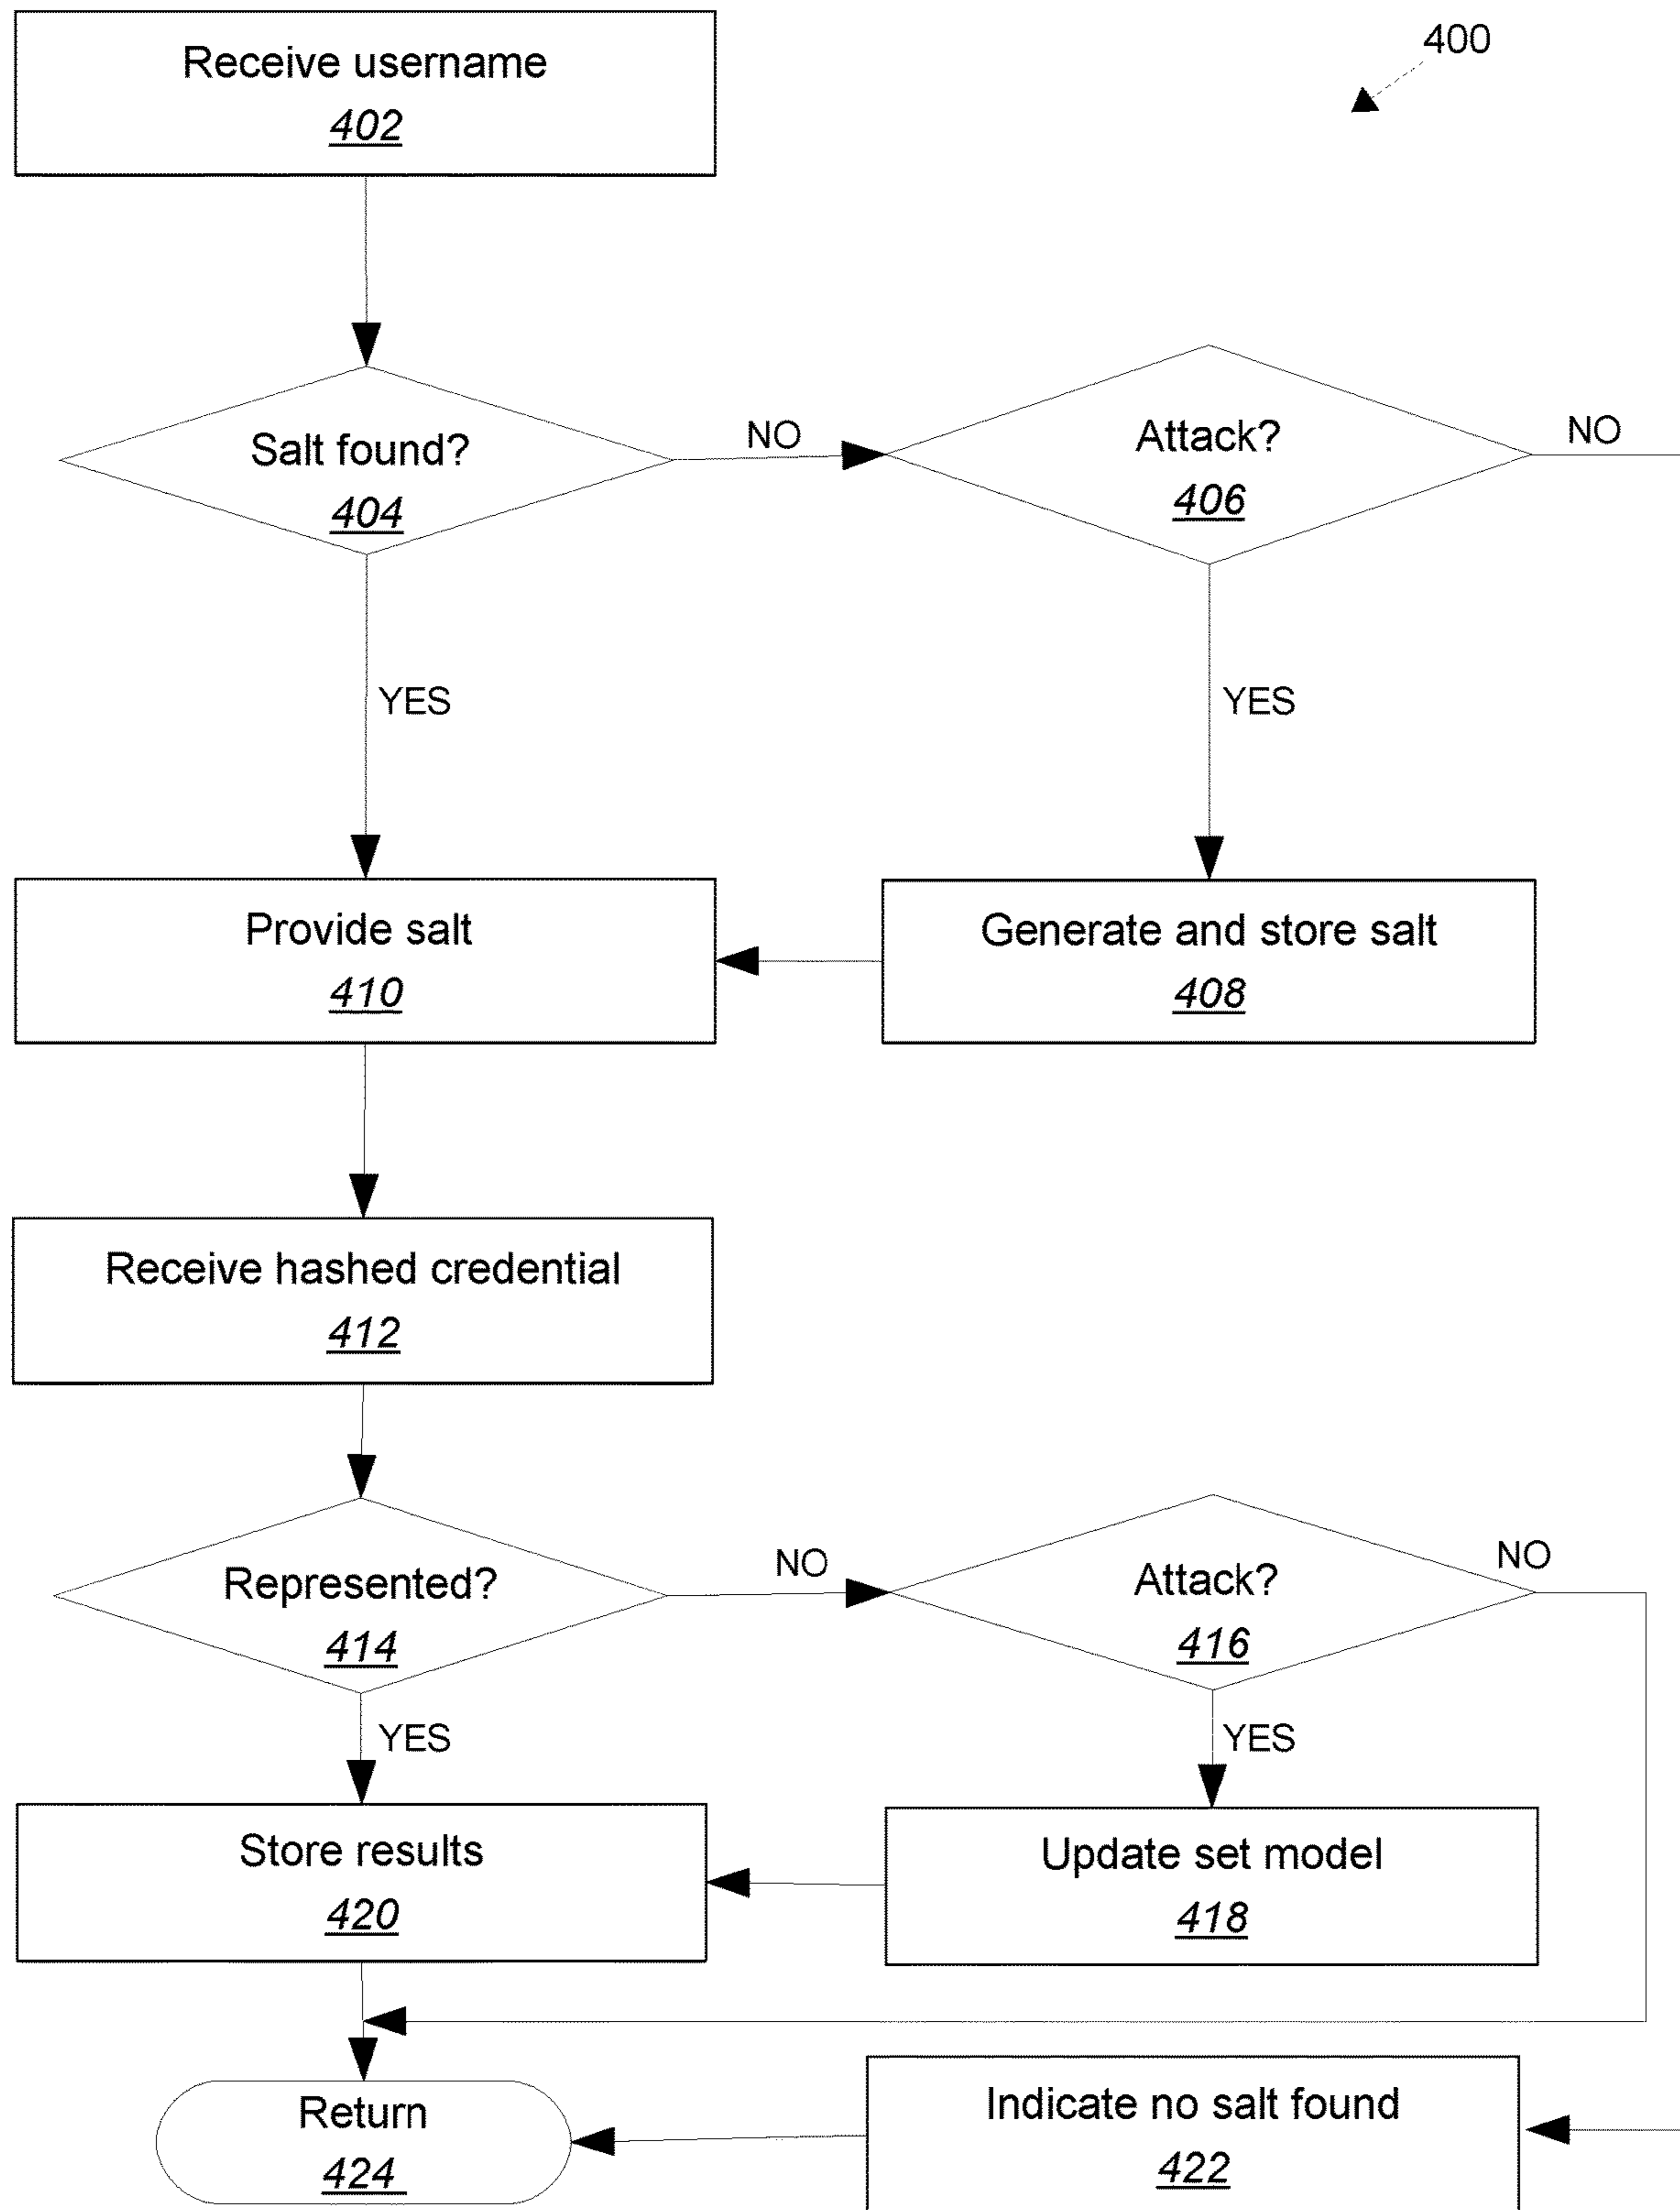 Receive username
402
400
Salt found?
404
NO
Attack?
406
NO
YES
YES
Provide salt
410
Generate and store salt
408
Receive hashed credential
412
Represented?
414
NO
Attack?
416
NO
YES
YES
Store results
420
Update set model
418
Return
424
Indicate no salt found
422